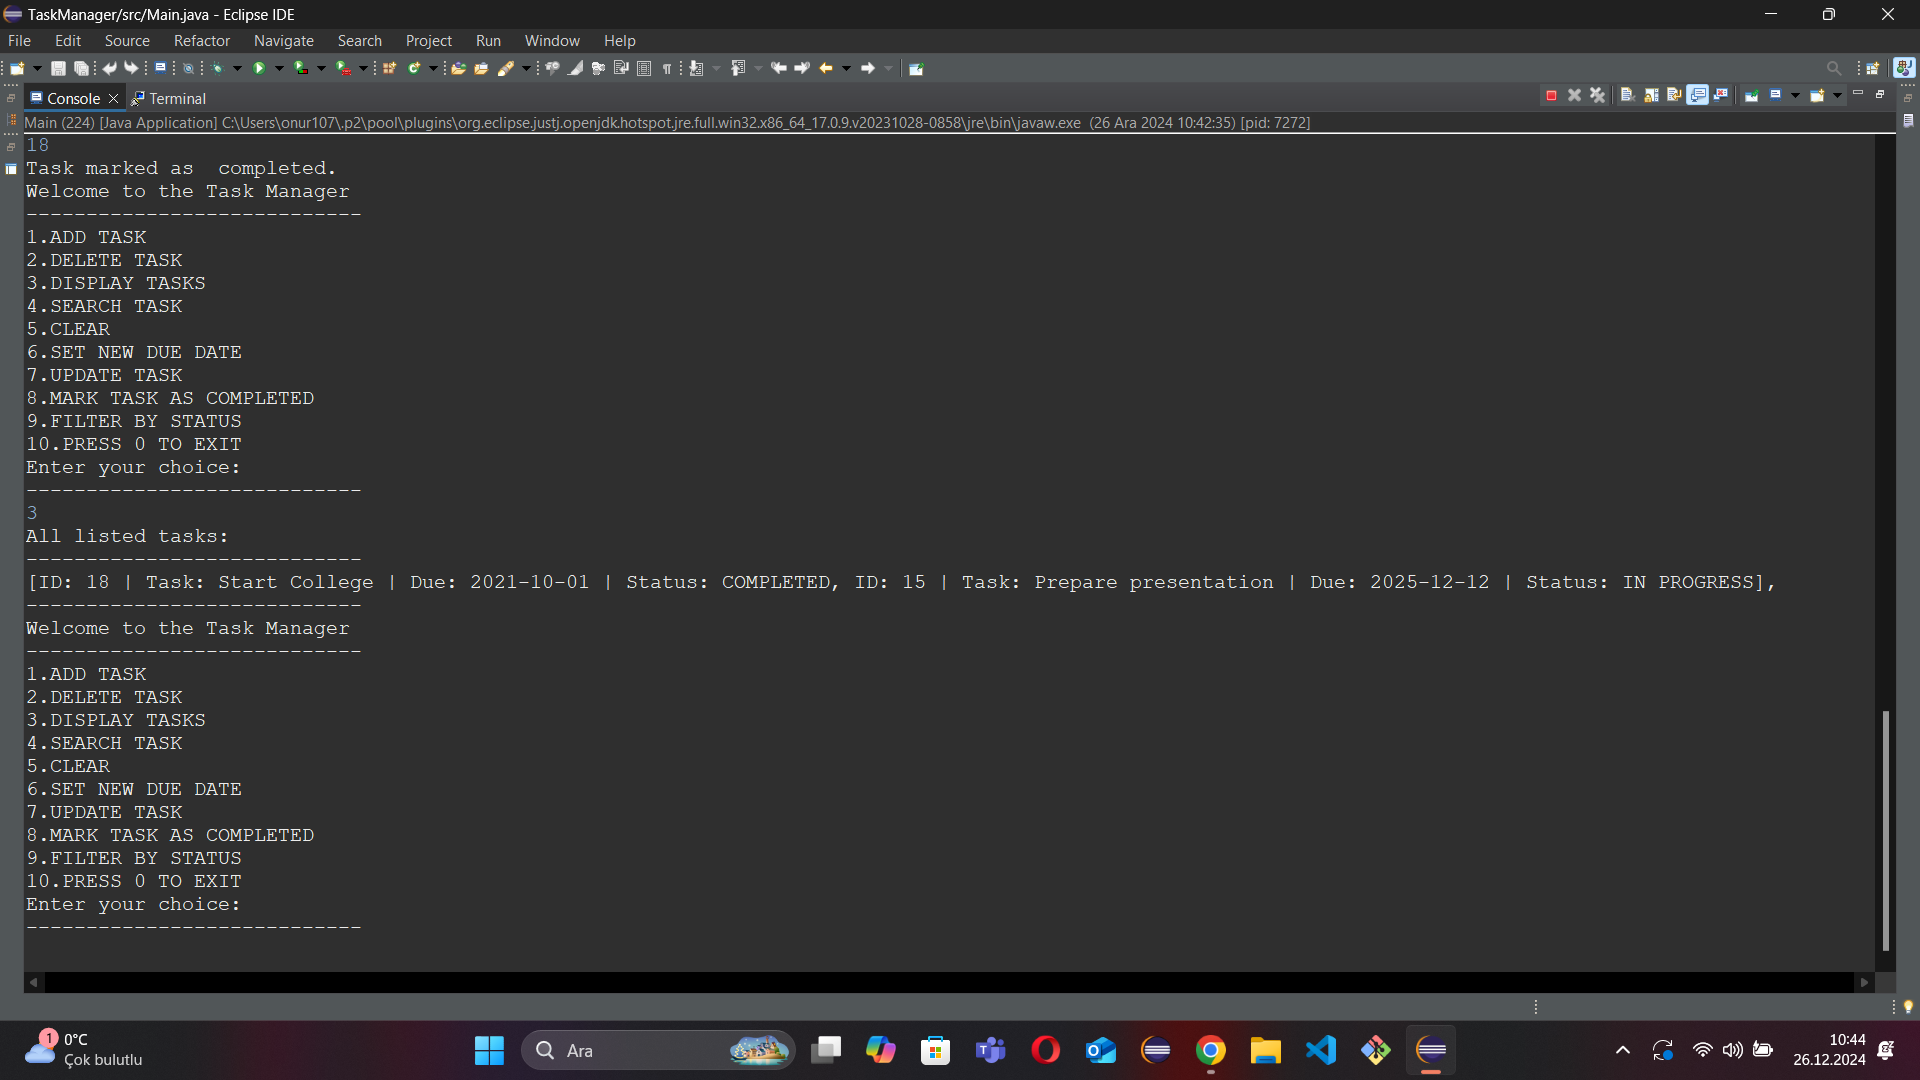 TaskManager/src/Main.java - Eclipse IDE
File Edit Source Refactor Navigate Search Project Run Window Help
Console Terminal
Main (224) [Java Application] C:\Users\onur107\.p2\pool\plugins\org.eclipse.justj.openjdk.hotspot.jre.full.win32.x86_64_17.0.9.v20231028-0858\jre\bin\javaw.exe (26 Ara 2024 10:42:35) [pid: 7272]
18
Task marked as  completed.
Welcome to the Task Manager
----------------------------
1.ADD TASK
2.DELETE TASK
3.DISPLAY TASKS
4.SEARCH TASK
5.CLEAR
6.SET NEW DUE DATE
7.UPDATE TASK
8.MARK TASK AS COMPLETED
9.FILTER BY STATUS
10.PRESS 0 TO EXIT
Enter your choice:
----------------------------
3
All listed tasks:
----------------------------
[ID: 18 | Task: Start College | Due: 2021-10-01 | Status: COMPLETED, ID: 15 | Task: Prepare presentation | Due: 2025-12-12 | Status: IN PROGRESS],
----------------------------
Welcome to the Task Manager
----------------------------
1.ADD TASK
2.DELETE TASK
3.DISPLAY TASKS
4.SEARCH TASK
5.CLEAR
6.SET NEW DUE DATE
7.UPDATE TASK
8.MARK TASK AS COMPLETED
9.FILTER BY STATUS
10.PRESS 0 TO EXIT
Enter your choice:
----------------------------
1
0°C
Çok bulutlu
Ara
10:44
26.12.2024